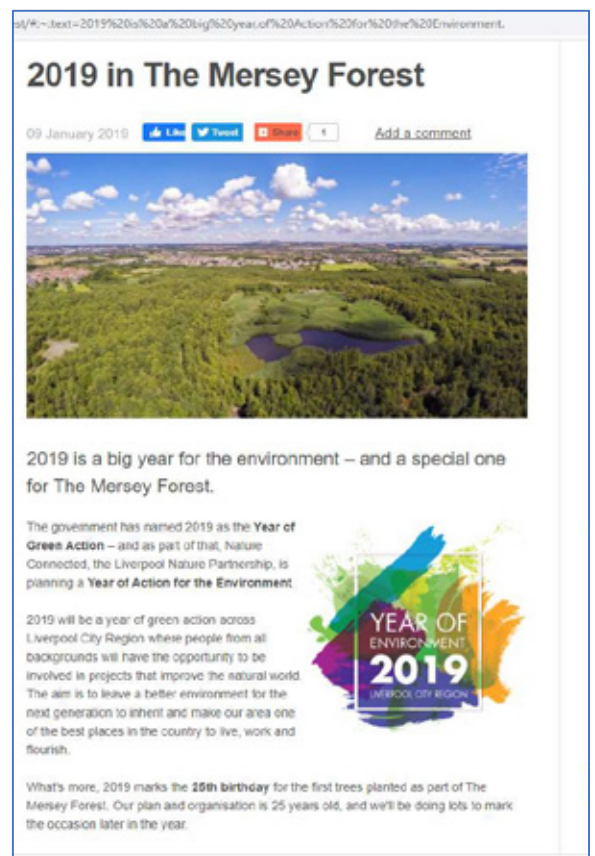 est/#:~:text=2019%20is%20a%20big%20year,of%20Action%20for%20the%20Environment.
2019 in The Mersey Forest
09 January 2019 Like Tweet Share 1 Add a comment
2019 is a big year for the environment – and a special one
for The Mersey Forest.
The government has named 2019 as the Year of
Green Action – and as part of that, Nature
Connected, the Liverpool Nature Partnership, is
planning a Year of Action for the Environment
2019 will be a year of green action across
Liverpool City Region where people from all
backgrounds will have the opportunity to be
involved in projects that improve the natural world.
The aim is to leave a better environment for the
next generation to inherit and make our area one
of the best places in the country to live, work and
flourish.
YEAR OF
ENVIRONMENT
2019
LIVERPOOL CITY REGION
What's more, 2019 marks the 25th birthday for the first trees planted as part of The
Mersey Forest. Our plan and organisation is 25 years old, and we'll be doing lots to mark
the occasion later in the year.